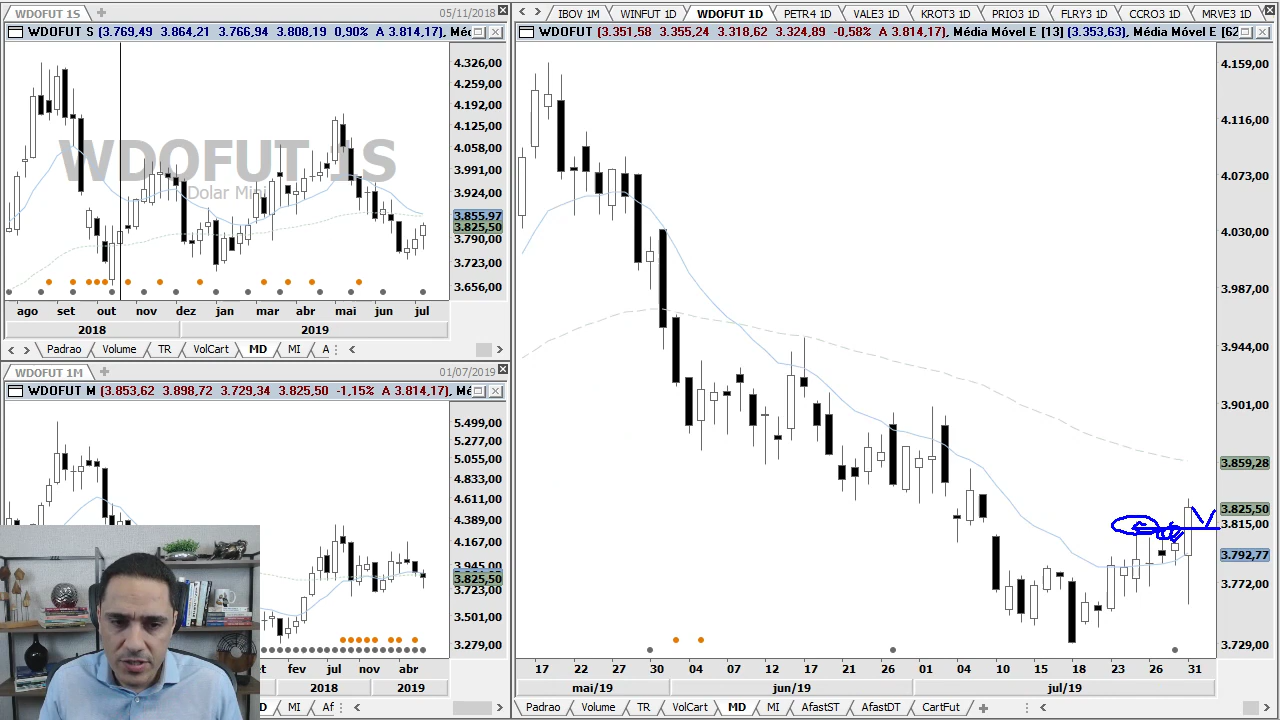 WDOFUT 1S
05/11/2018
WDOFUT S (3.769,49 3.864,21 3.766,94 3.808,19 0,90% A 3.814,17), Mé
WDOFUT 1S
Dolar Mini
4.326,00
4.259,00
4.192,00
4.125,00
4.058,00
3.991,00
3.924,00
3.855,97
3.825,50
3.790,00
3.723,00
3.656,00
ago set out nov dez jan mar abr mai jun jul
2018 2019
Padrao Volume TR VolCart MD MI A
WDOFUT 1M
01/07/2019
WDOFUT M (3.853,62 3.898,72 3.729,34 3.825,50 -1,15% A 3.814,17), Mé
5.499,00
5.277,00
5.055,00
4.833,00
4.611,00
4.389,00
4.167,00
3.825,50
3.723,00
3.501,00
3.279,00
et fev jul nov abr
2018 2019
D MI Af
IBOV 1M WINFUT 1D WDOFUT 1D PETR4 1D VALE3 1D KROT3 1D PRIO3 1D FLRY3 1D CCRO3 1D MRVE3 1D
WDOFUT (3.351,58 3.355,24 3.318,62 3.324,89 -0,58% A 3.814,17), Média Móvel E [13] (3.353,63), Média Móvel E [62
4.159,00
4.116,00
4.073,00
4.030,00
3.987,00
3.944,00
3.901,00
3.859,28
3.825,50
3.815,00
3.792,77
3.772,00
3.729,00
17 22 27 30 04 07 12 17 21 26 01 04 10 15 18 23 26 31
mai/19 jun/19 jul/19
Padrao Volume TR VolCart MD MI AfastST AfastDT CartFut